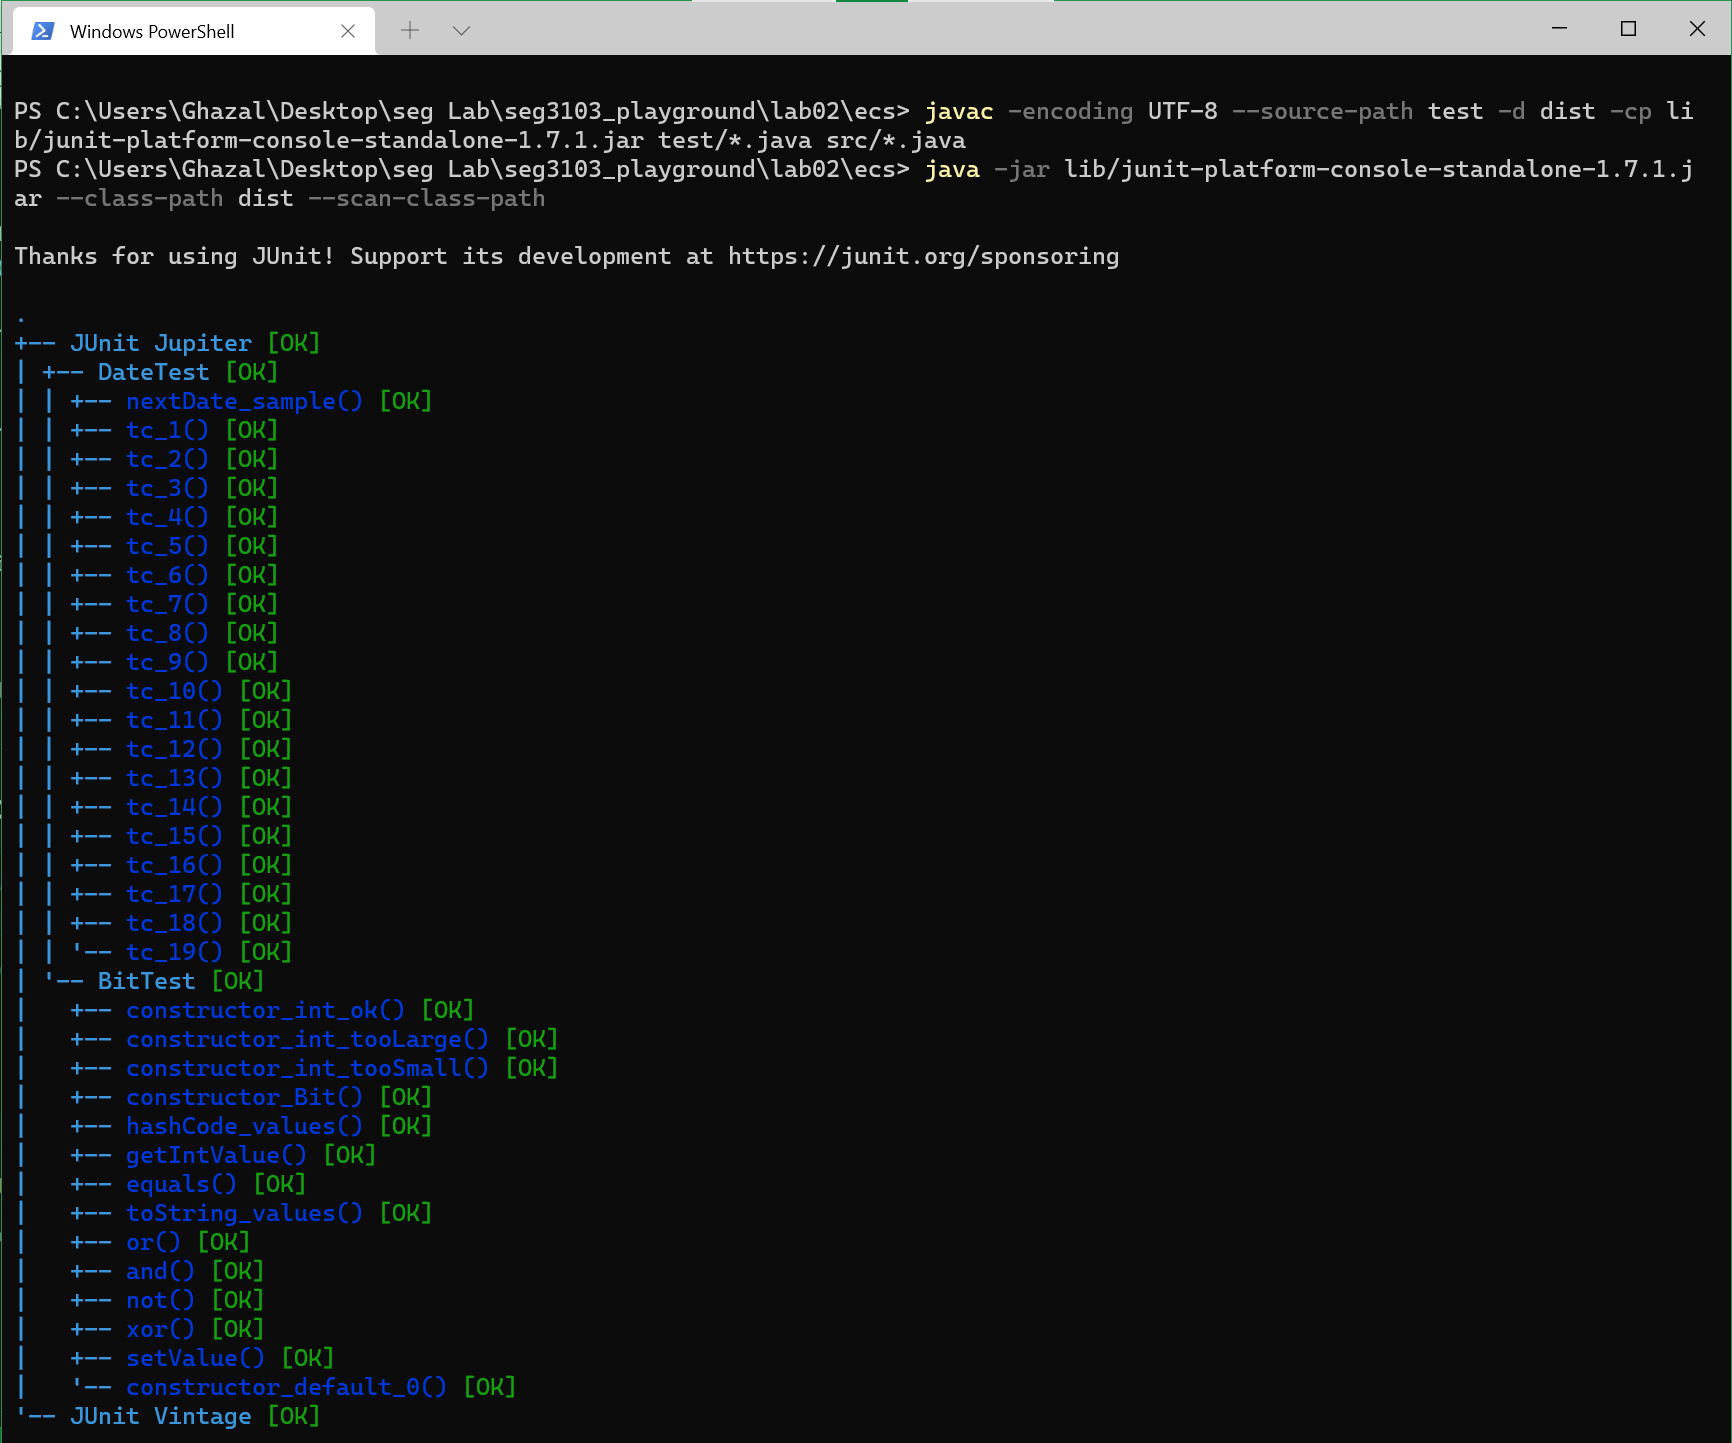 Windows PowerShell
PS C:\Users\Ghazal\Desktop\seg Lab\seg3103_playground\lab02\ecs> javac -encoding UTF-8 --source-path test -d dist -cp li
b/junit-platform-console-standalone-1.7.1.jar test/*.java src/*.java
PS C:\Users\Ghazal\Desktop\seg Lab\seg3103_playground\lab02\ecs> java -jar lib/junit-platform-console-standalone-1.7.1.j
ar --class-path dist --scan-class-path
Thanks for using JUnit! Support its development at https://junit.org/sponsoring
.
+-- JUnit Jupiter [OK]
| +-- DateTest [OK]
| | +-- nextDate_sample() [OK]
| | +-- tc_1() [OK]
| | +-- tc_2() [OK]
| | +-- tc_3() [OK]
| | +-- tc_4() [OK]
| | +-- tc_5() [OK]
| | +-- tc_6() [OK]
| | +-- tc_7() [OK]
| | +-- tc_8() [OK]
| | +-- tc_9() [OK]
| | +-- tc_10() [OK]
| | +-- tc_11() [OK]
| | +-- tc_12() [OK]
| | +-- tc_13() [OK]
| | +-- tc_14() [OK]
| | +-- tc_15() [OK]
| | +-- tc_16() [OK]
| | +-- tc_17() [OK]
| | +-- tc_18() [OK]
| | '-- tc_19() [OK]
| '-- BitTest [OK]
|   +-- constructor_int_ok() [OK]
|   +-- constructor_int_tooLarge() [OK]
|   +-- constructor_int_tooSmall() [OK]
|   +-- constructor_Bit() [OK]
|   +-- hashCode_values() [OK]
|   +-- getIntValue() [OK]
|   +-- equals() [OK]
|   +-- toString_values() [OK]
|   +-- or() [OK]
|   +-- and() [OK]
|   +-- not() [OK]
|   +-- xor() [OK]
|   +-- setValue() [OK]
|   '-- constructor_default_0() [OK]
'-- JUnit Vintage [OK]